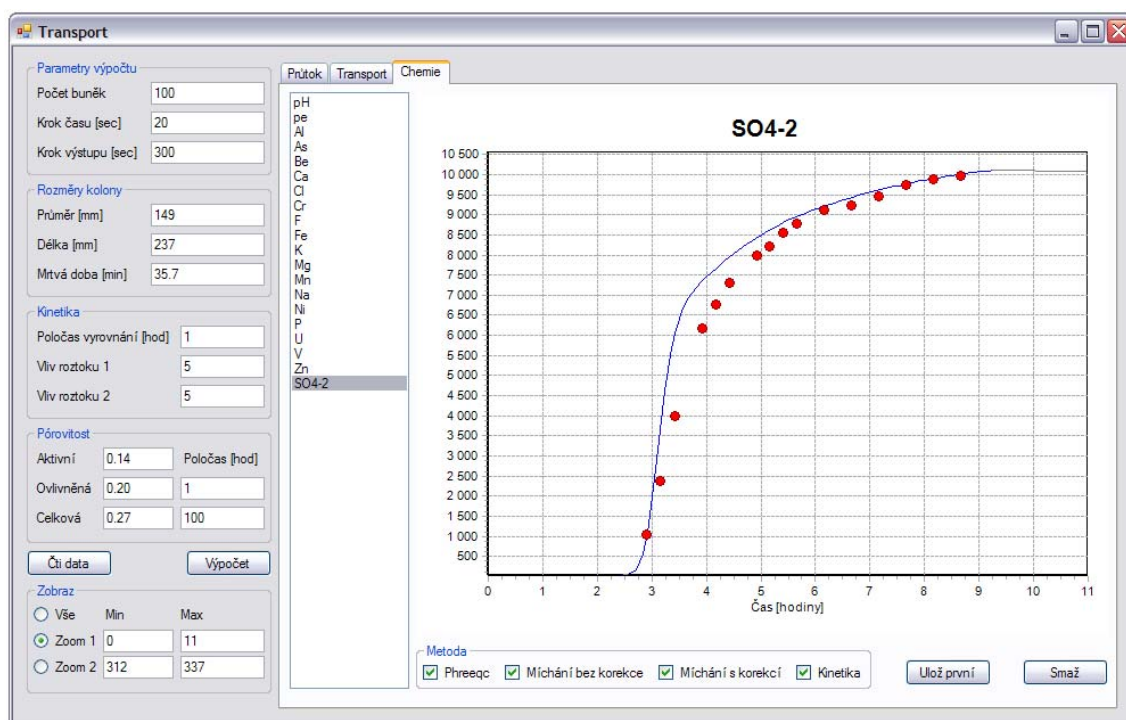 Transport
Parametry výpočtu
Počet buněk 100
Krok času [sec] 20
Krok výstupu [sec] 300
Rozměry kolony
Průměr [mm] 149
Délka [mm] 237
Mrtvá doba [min] 35.7
Kinetika
Poločas vyrovnání [hod] 1
Vliv roztoku 1 5
Vliv roztoku 2 5
Pórovitost
Aktivní 0.14 Poločas [hod]
Ovlivněná 0.20 1
Celková 0.27 100
Čti data Výpočet
Zobraz
Vše Min Max
Zoom 1 0 11
Zoom 2 312 337
Průtok Transport Chemie
pH
pe
Al
As
Be
Ca
Cl
Cr
F
Fe
K
Mg
Mn
Na
Ni
P
U
V
Zn
SO4-2
SO4-2
10 500
10 000
9 500
9 000
8 500
8 000
7 500
7 000
6 500
6 000
5 500
5 000
4 500
4 000
3 500
3 000
2 500
2 000
1 500
1 000
500
0 1 2 3 4 5 6 7 8 9 10 11
Čas [hodiny]
Metoda
Phreeqc Míchání bez korekce Míchání s korekcí Kinetika
Ulož první Smaž